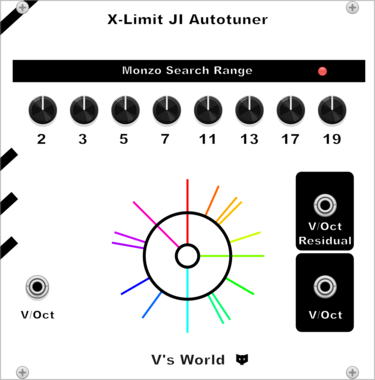 X-Limit JI Autotuner
Monzo Search Range
2 3 5 7 11 13 17 19
V/Oct
Residual
V/Oct
V/Oct
V's World